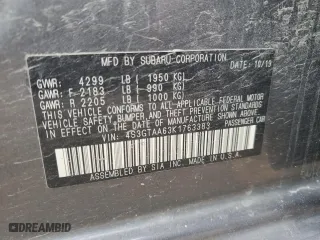 MFD BY SUBARU CORPORATION DATE: 10/19
GVWR: 4299 LB ( 1950 KG)
GAWR: F 2183 LB ( 990 KG)
GAWR: R 2205 LB ( 1000 KG)
THIS VEHICLE CONFORMS TO ALL APPLICABLE FEDERAL MOTOR
VEHICLE SAFETY, BUMPER, AND THEFT PREVENTION STANDARDS
IN EFFECT ON THE DATE OF MANUFACTURE SHOWN ABOVE.
VIN: 4S3GTAA63K1763383 PASSENGER CAR
ASSEMBLED BY SIA INC. MADE IN U.S.A.